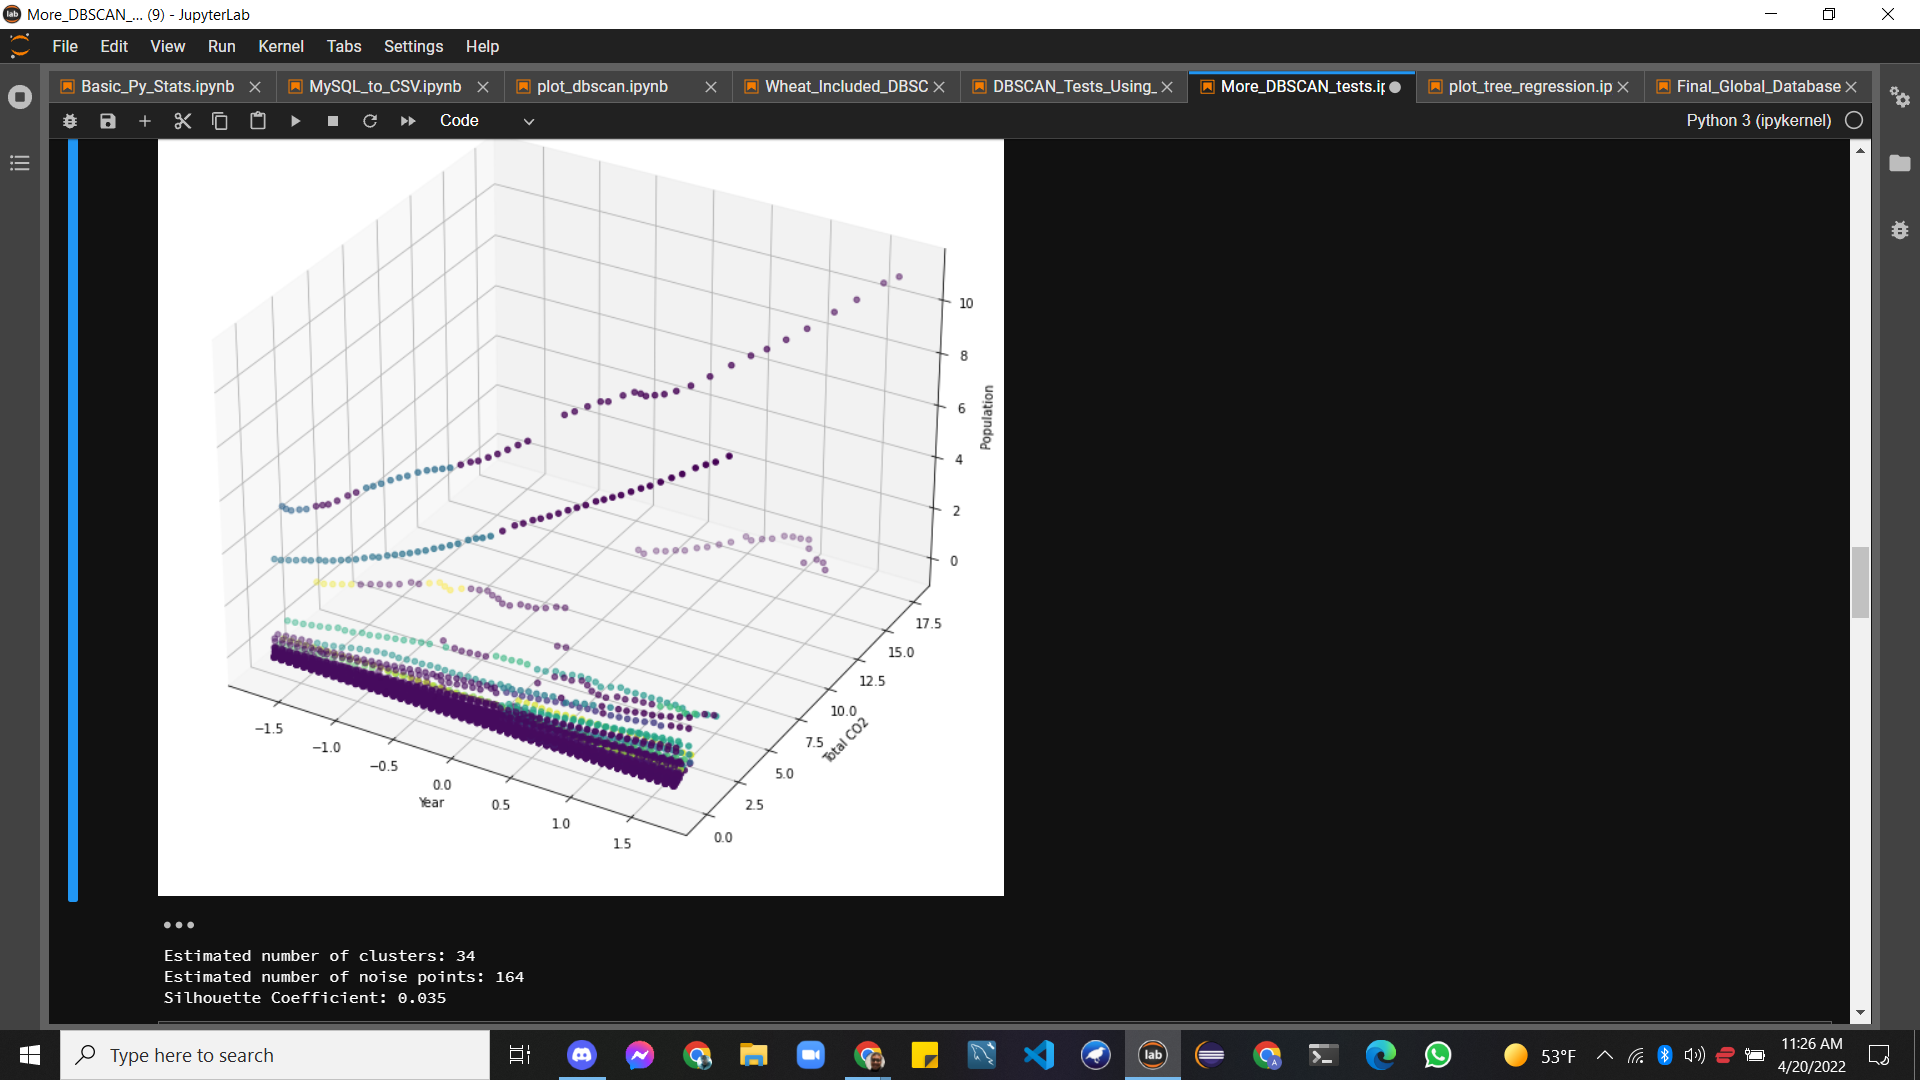 More_DBSCAN_... (9) - JupyterLab
File Edit View Run Kernel Tabs Settings Help
Basic_Py_Stats.ipynb MySQL_to_CSV.ipynb plot_dbscan.ipynb Wheat_Included_DBSC DBSCAN_Tests_Using_ More_DBSCAN_tests.ip plot_tree_regression.ip Final_Global_Database
Code Python 3 (ipykernel)
10
8
6
4
2
0
Population
17.5
15.0
12.5
10.0
7.5
5.0
2.5
0.0
Total CO2
−1.5
−1.0
−0.5
0.0
0.5
1.0
1.5
Year
Estimated number of clusters: 34
Estimated number of noise points: 164
Silhouette Coefficient: 0.035
Type here to search
lab
A
53°F
11:26 AM
4/20/2022